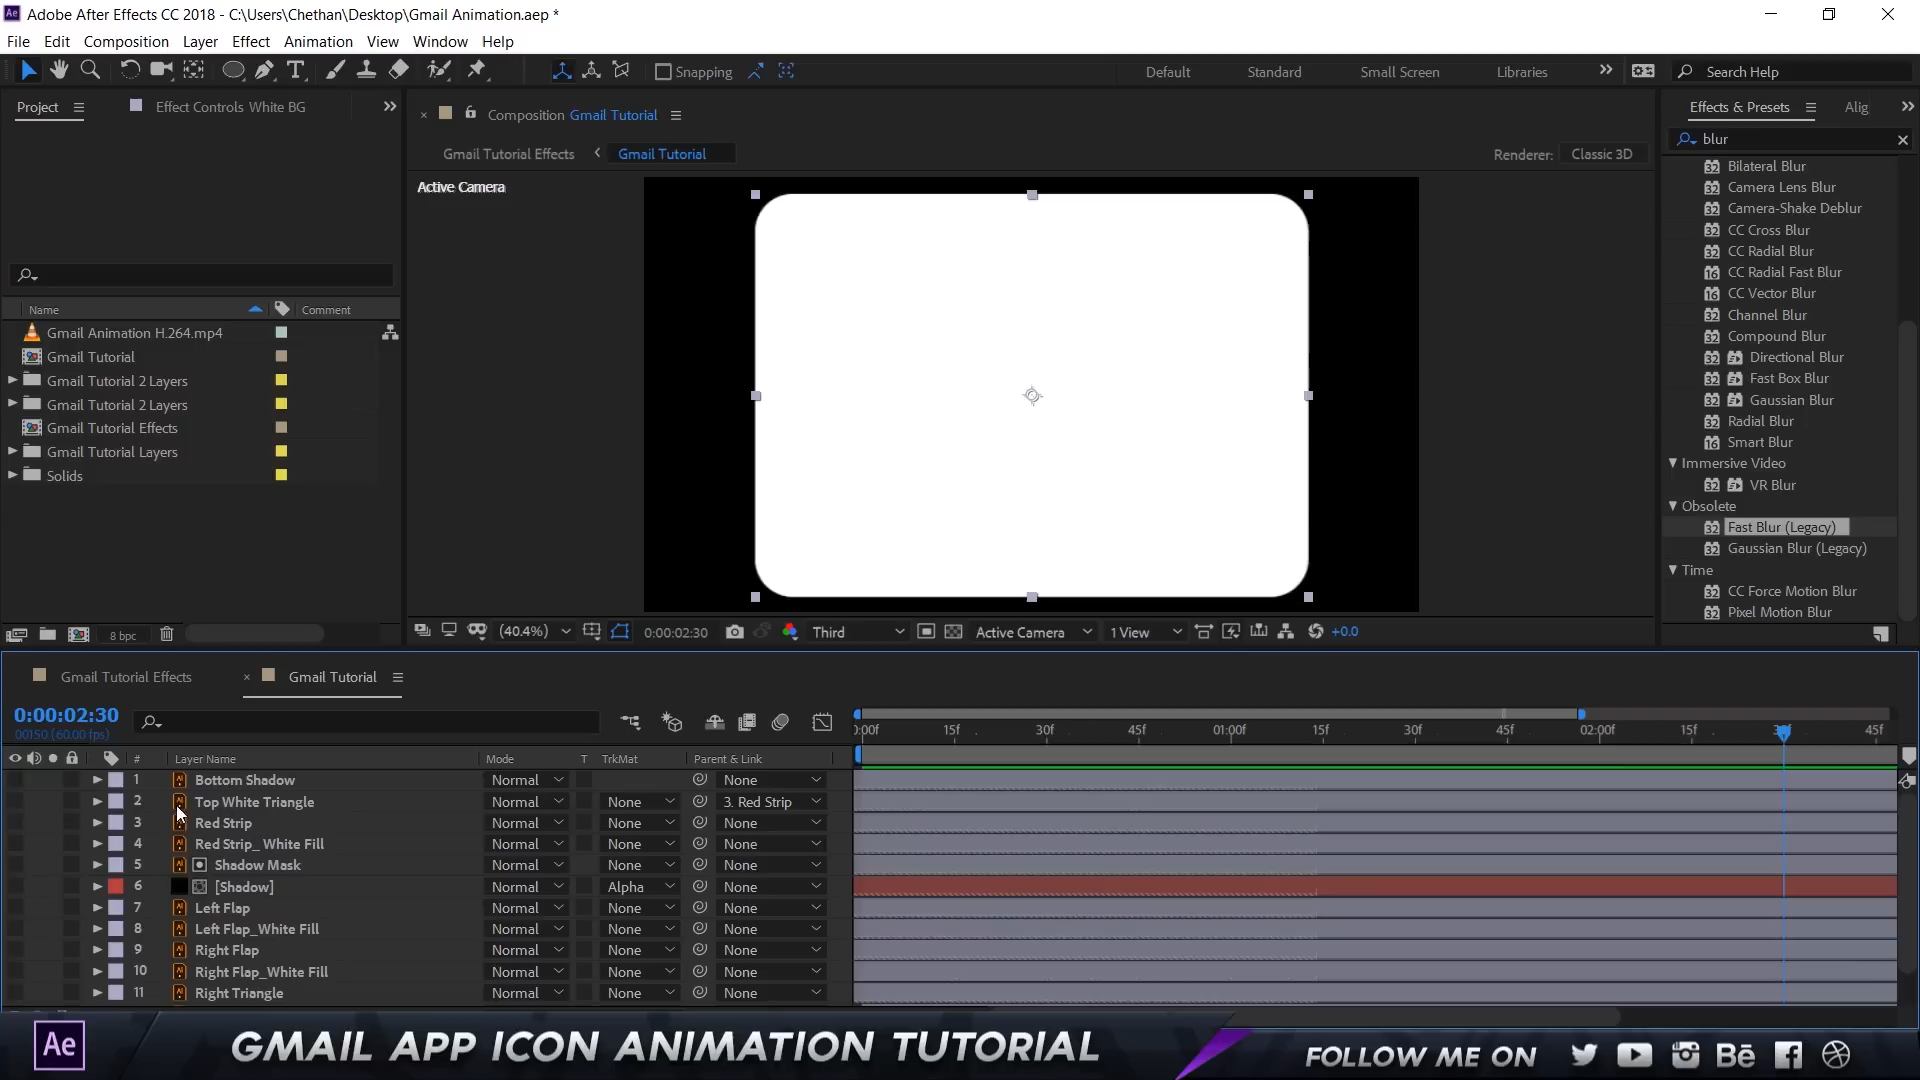 Adobe After Effects CC 2018 - C:\Users\Chethan\Desktop\Gmail Animation.aep *
File Edit Composition Layer Effect Animation View Window Help
Snapping
Default Standard Small Screen Libraries
Search Help
Project Effect Controls White BG
Composition Gmail Tutorial
Gmail Tutorial Effects Gmail Tutorial
Renderer: Classic 3D
Active Camera
Name Comment
Gmail Animation H.264.mp4
Gmail Tutorial
Gmail Tutorial 2 Layers
Gmail Tutorial 2 Layers
Gmail Tutorial Effects
Gmail Tutorial Layers
Solids
8 bpc
(40.4%) 0:00:02:30 Third Active Camera 1 View +0.0
Effects & Presets Alig
blur
Bilateral Blur
Camera Lens Blur
Camera-Shake Deblur
CC Cross Blur
CC Radial Blur
CC Radial Fast Blur
CC Vector Blur
Channel Blur
Compound Blur
Directional Blur
Fast Box Blur
Gaussian Blur
Radial Blur
Smart Blur
Immersive Video
VR Blur
Obsolete
Fast Blur (Legacy)
Gaussian Blur (Legacy)
Time
CC Force Motion Blur
Pixel Motion Blur
Gmail Tutorial Effects Gmail Tutorial
0:00:02:30
00150 (60.00 fps)
15f 30f 45f 01:00f 15f 30f 45f 02:00f 15f 45f
# Layer Name Mode T TrkMat Parent & Link
1 Bottom Shadow Normal None
2 Top White Triangle Normal None 3. Red Strip
3 Red Strip Normal None None
4 Red Strip_ White Fill Normal None None
5 Shadow Mask Normal None None
6 [Shadow] Normal Alpha None
7 Left Flap Normal None None
8 Left Flap_White Fill Normal None None
9 Right Flap Normal None None
10 Right Flap_White Fill Normal None None
11 Right Triangle Normal None None
Ae GMAIL APP ICON ANIMATION TUTORIAL FOLLOW ME ON